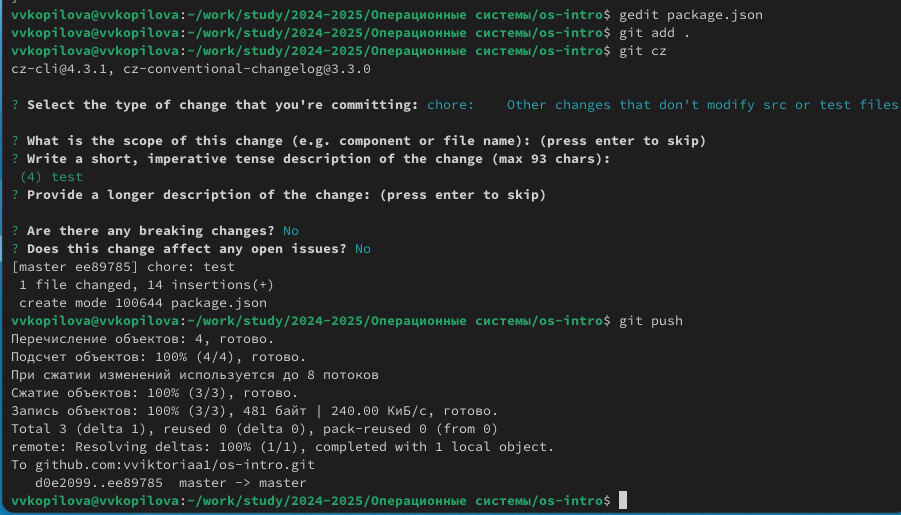 vvkopilova@vvkopilova:~/work/study/2024-2025/Операционные системы/os-intro$ gedit package.json
vvkopilova@vvkopilova:~/work/study/2024-2025/Операционные системы/os-intro$ git add .
vvkopilova@vvkopilova:~/work/study/2024-2025/Операционные системы/os-intro$ git cz
cz-cli@4.3.1, cz-conventional-changelog@3.3.0
? Select the type of change that you're committing: chore:    Other changes that don't modify src or test files
? What is the scope of this change (e.g. component or file name): (press enter to skip)
? Write a short, imperative tense description of the change (max 93 chars):
 (4) test
? Provide a longer description of the change: (press enter to skip)
? Are there any breaking changes? No
? Does this change affect any open issues? No
[master ee89785] chore: test
 1 file changed, 14 insertions(+)
 create mode 100644 package.json
vvkopilova@vvkopilova:~/work/study/2024-2025/Операционные системы/os-intro$ git push
Перечисление объектов: 4, готово.
Подсчет объектов: 100% (4/4), готово.
При сжатии изменений используется до 8 потоков
Сжатие объектов: 100% (3/3), готово.
Запись объектов: 100% (3/3), 481 байт | 240.00 КиБ/с, готово.
Total 3 (delta 1), reused 0 (delta 0), pack-reused 0 (from 0)
remote: Resolving deltas: 100% (1/1), completed with 1 local object.
To github.com:vviktoriaa1/os-intro.git
   d0e2099..ee89785  master -> master
vvkopilova@vvkopilova:~/work/study/2024-2025/Операционные системы/os-intro$